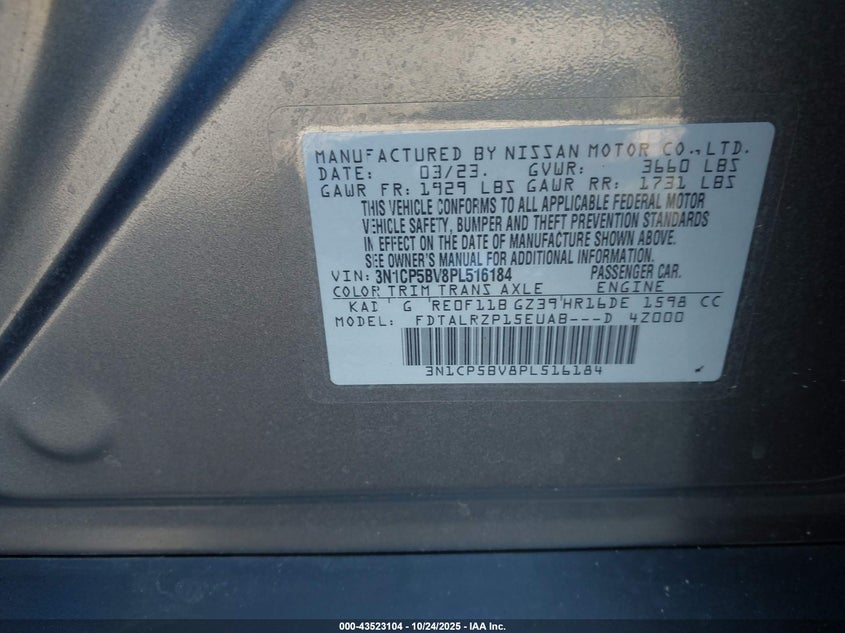 MANUFACTURED BY NISSAN MOTOR CO.,LTD.
DATE: 03/23. GVWR: 3660 LBS
GAWR FR: 1929 LBS GAWR RR: 1731 LBS
THIS VEHICLE CONFORMS TO ALL APPLICABLE FEDERAL MOTOR
VEHICLE SAFETY, BUMPER AND THEFT PREVENTION STANDARDS
IN EFFECT ON THE DATE OF MANUFACTURE SHOWN ABOVE.
SEE OWNER'S MANUAL FOR ADDITIONAL INFORMATION.
VIN: 3N1CP5BV8PL516184 PASSENGER CAR.
COLOR TRIM TRANS AXLE ENGINE
KAD G RE0F11B GZ39 HR16DE 1598 CC
MODEL: FDTALRZP15EUAB---D 4Z000
3N1CP5BV8PL516184
000-43523104 - 10/24/2025 - IAA Inc.